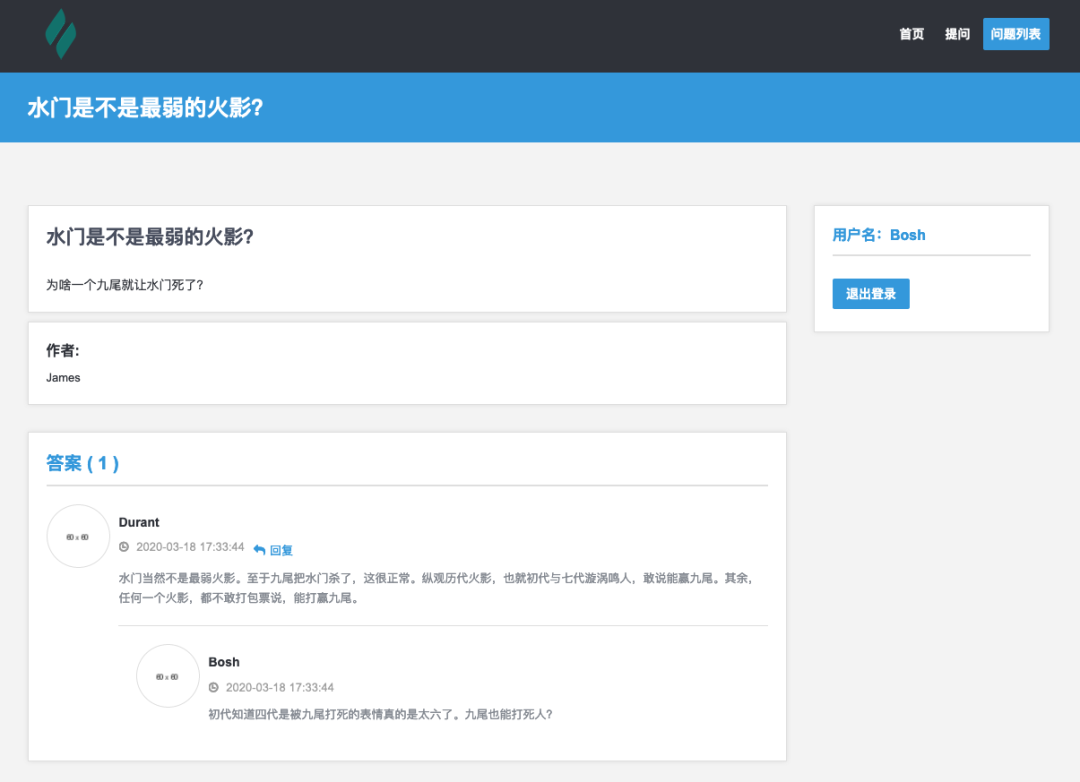 首页 提问 问题列表
水门是不是最弱的火影?
水门是不是最弱的火影?
为啥一个九尾就让水门死了?
作者:
James
用户名: Bosh
退出登录
答案 ( 1 )
60 x 60
Durant
2020-03-18 17:33:44 回复
水门当然不是最弱火影。至于九尾把水门杀了，这很正常。纵观历代火影，也就初代与七代漩涡鸣人，敢说能赢九尾。其余，
任何一个火影，都不敢打包票说，能打赢九尾。
60 x 60
Bosh
2020-03-18 17:33:44
初代知道四代是被九尾打死的表情真的是太六了。九尾也能打死人?